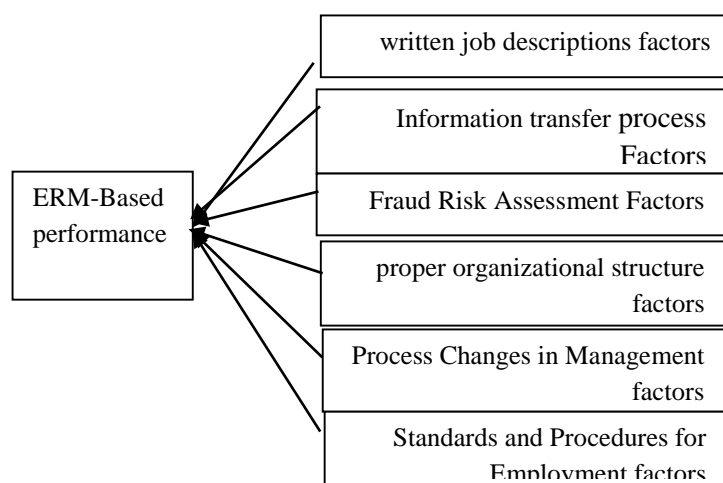 written job descriptions factors
Information transfer process
Factors
ERM-Based
performance
Fraud Risk Assessment Factors
proper organizational structure
factors
Process Changes in Management
factors
Standards and Procedures for
Employment factors